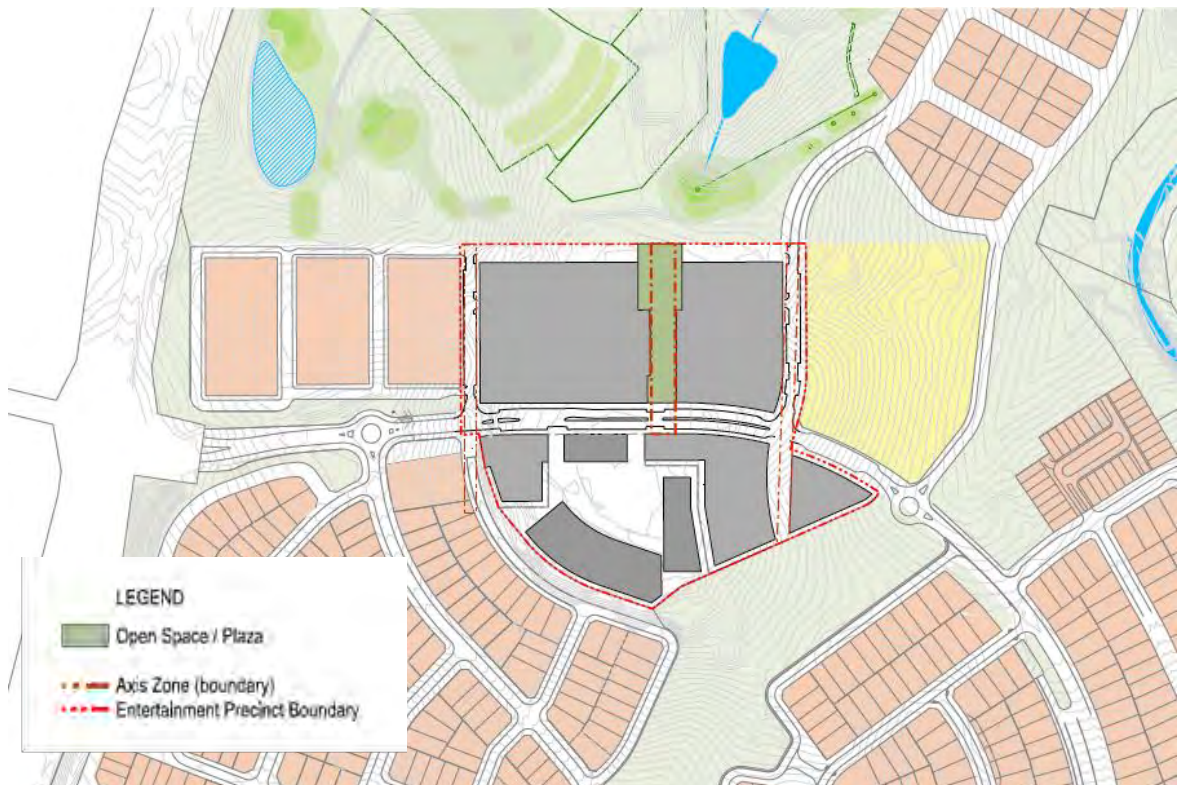 LEGEND
Open Space / Plaza
Axis Zone (boundary)
Entertainment Precinct Boundary